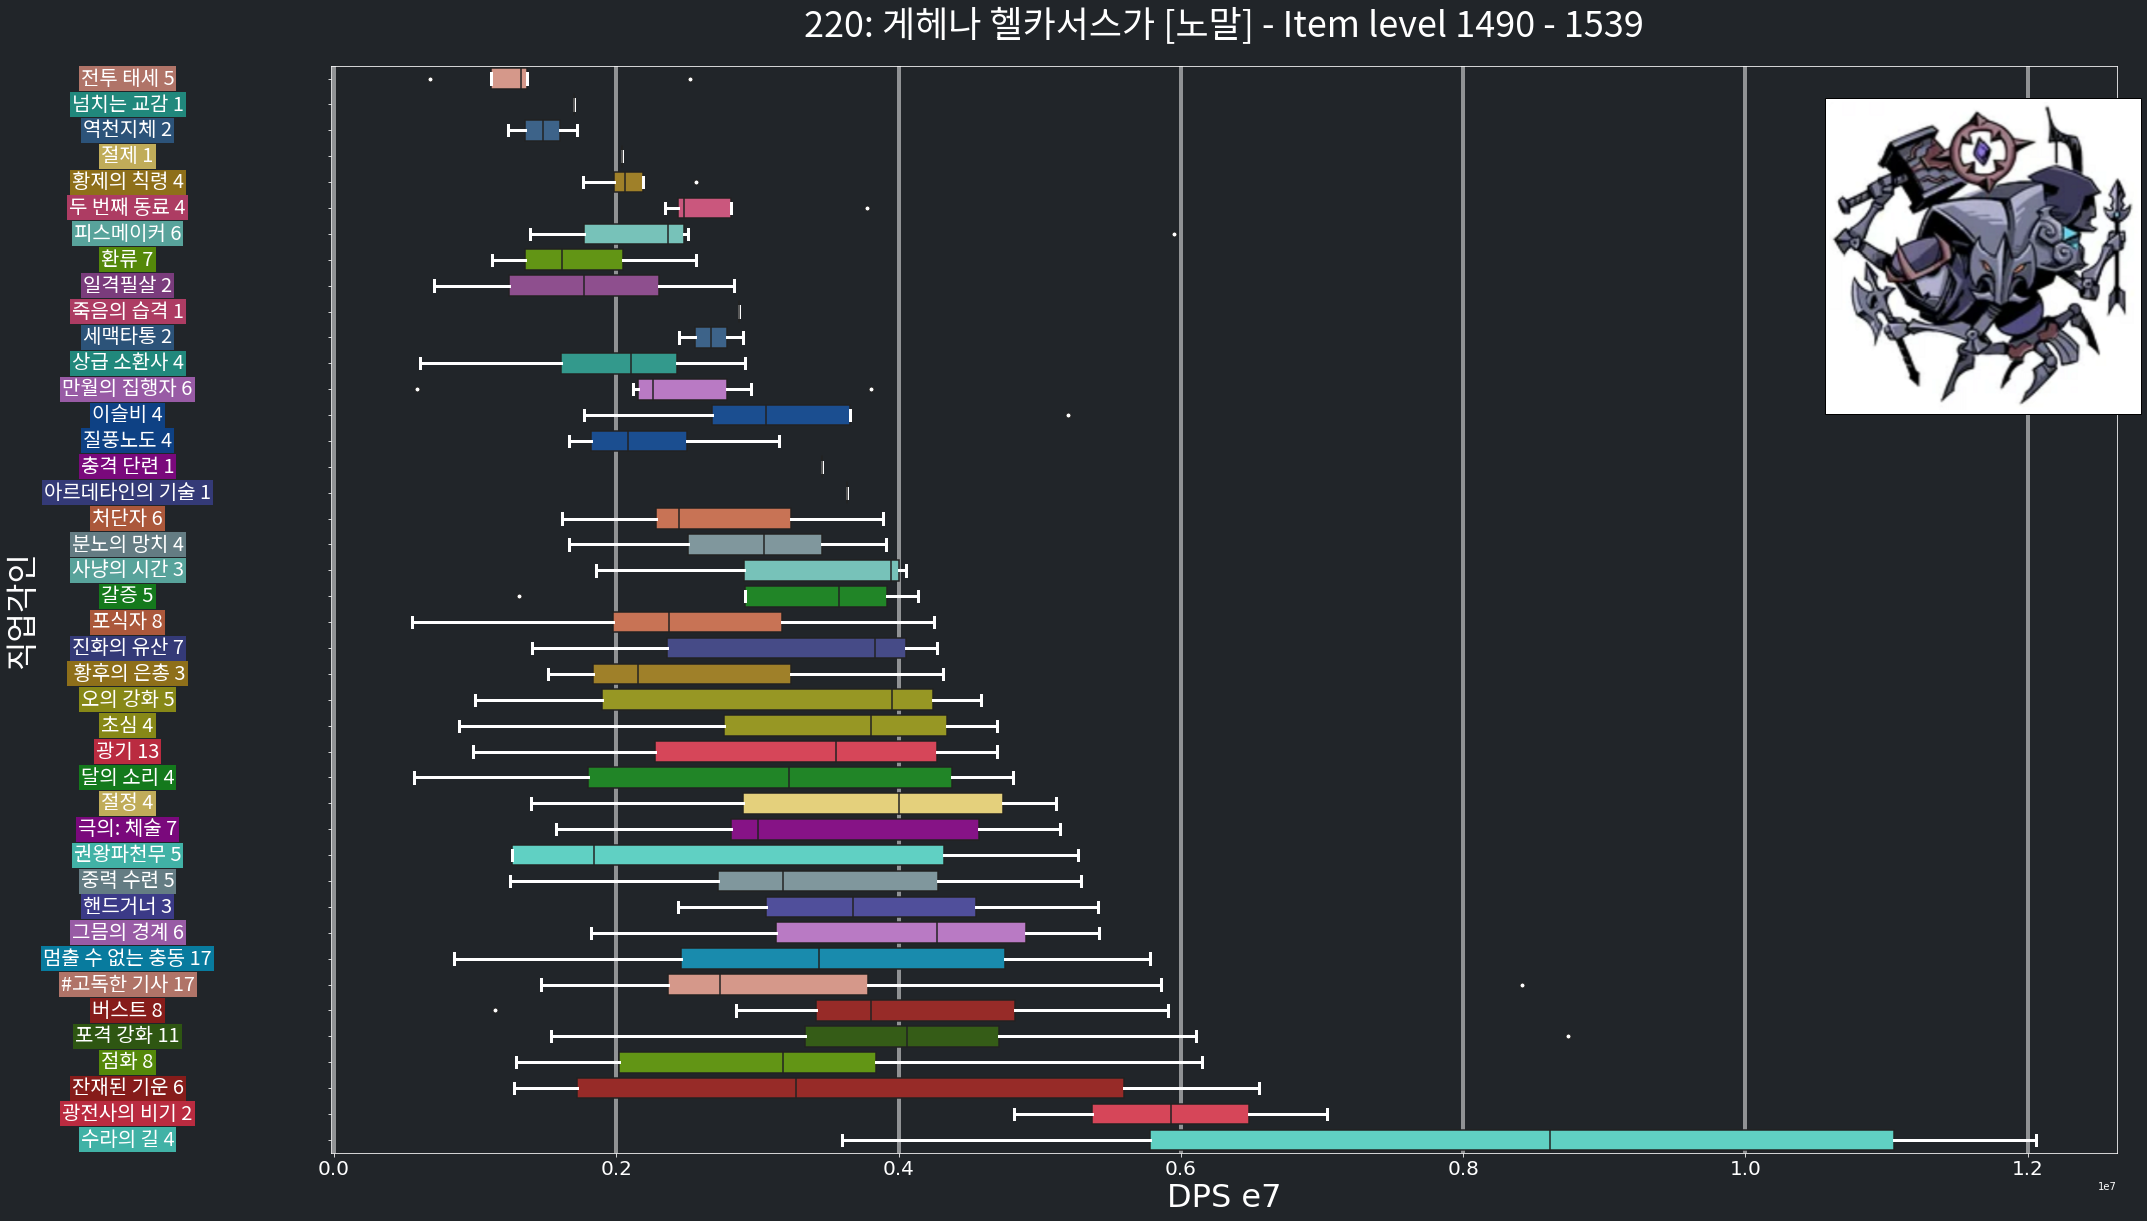 220: 게헤나 헬카서스가 [노말] - Item level 1490 - 1539
직업각인
전투 태세 5
넘치는 교감 1
역천지체 2
절제 1
황제의 칙령 4
두 번째 동료 4
피스메이커 6
환류 7
일격필살 2
죽음의 습격 1
세맥타통 2
상급 소환사 4
만월의 집행자 6
이슬비 4
질풍노도 4
충격 단련 1
아르데타인의 기술 1
처단자 6
분노의 망치 4
사냥의 시간 3
갈증 5
포식자 8
진화의 유산 7
황후의 은총 3
오의 강화 5
초심 4
광기 13
달의 소리 4
절정 4
극의: 체술 7
권왕파천무 5
중력 수련 5
핸드거너 3
그믐의 경계 6
멈출 수 없는 충동 17
#고독한 기사 17
버스트 8
포격 강화 11
점화 8
잔재된 기운 6
광전사의 비기 2
수라의 길 4
0.0 0.2 0.4 0.6 0.8 1.0 1.2
1e7
DPS e7